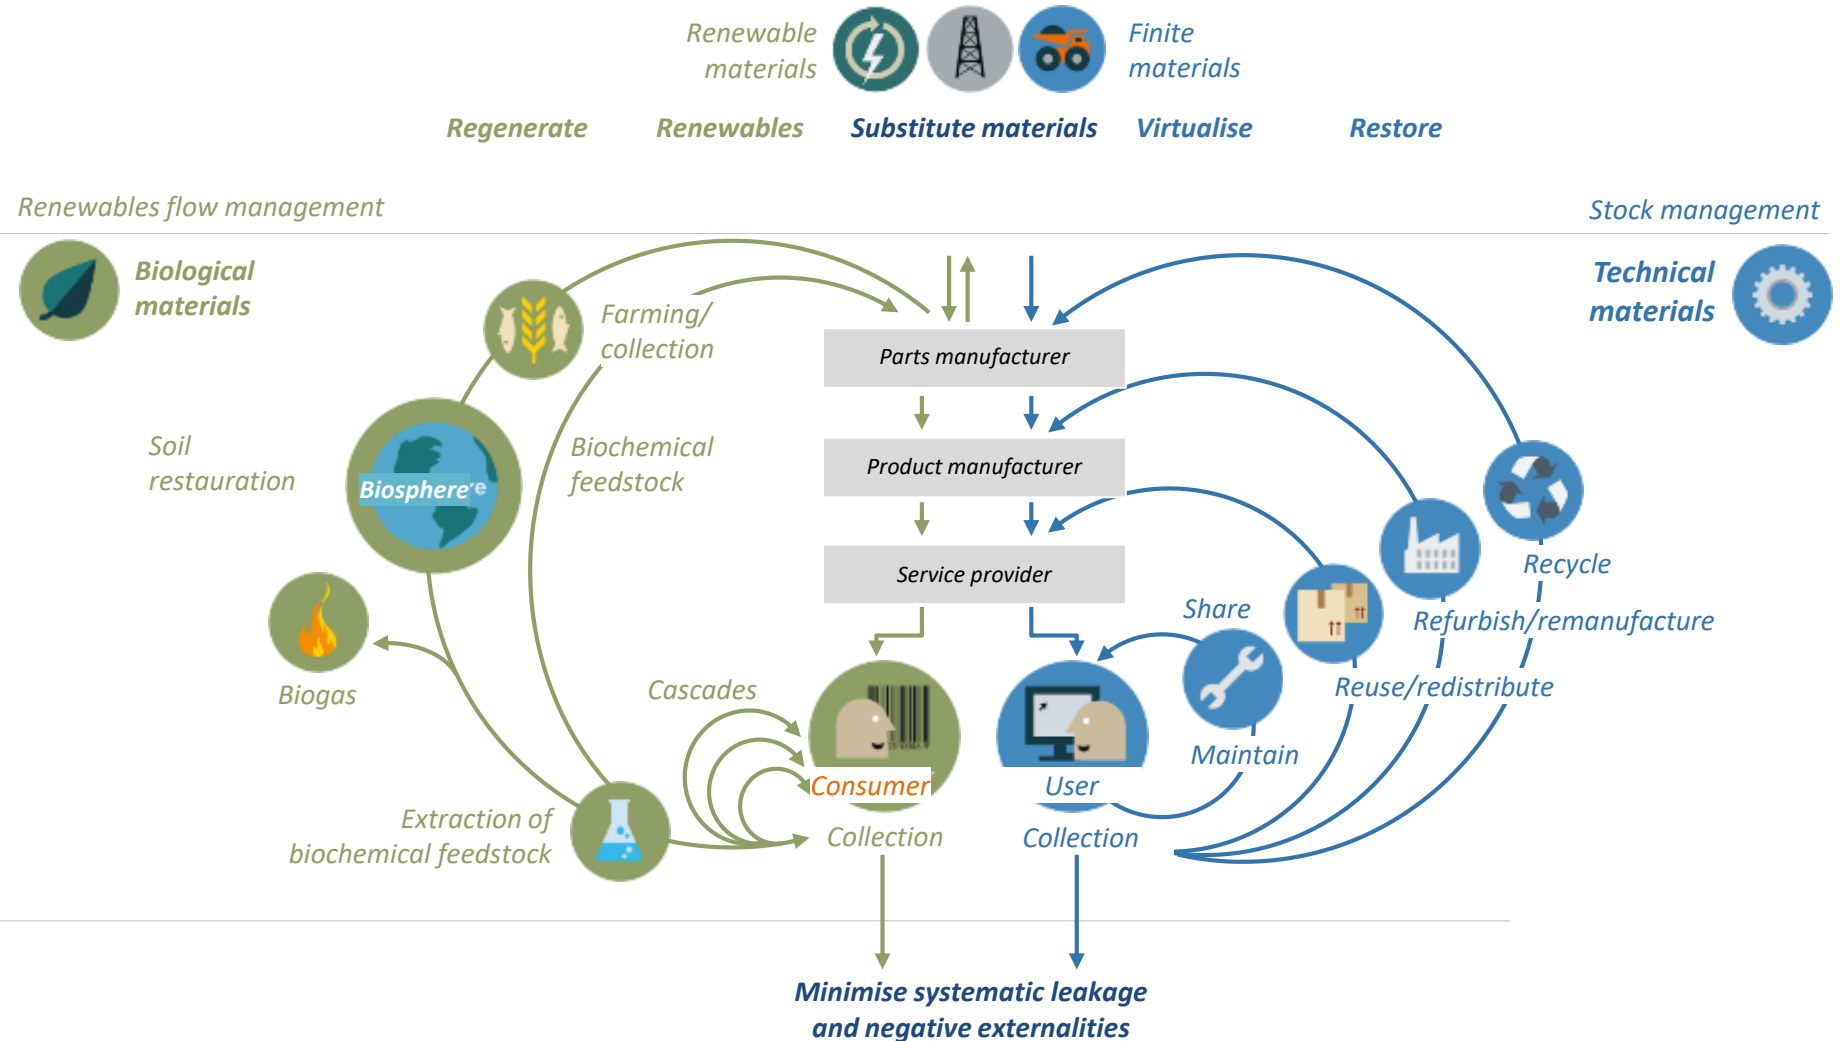 Renewable
materials
Finite
materials
Regenerate
Renewables
Substitute materials
Virtualise
Restore
Renewables flow management
Stock management
Biological
materials
Technical
materials
Farming/
collection
Parts manufacturer
Soil
restauration
Biosphere
re
Biochemical
feedstock
Product manufacturer
Service provider
Recycle
Share
Refurbish/remanufacture
Biogas
Cascades
Reuse/redistribute
Maintain
Consumer
User
Extraction of
biochemical feedstock
Collection
Collection
Minimise systematic leakage
and negative externalities